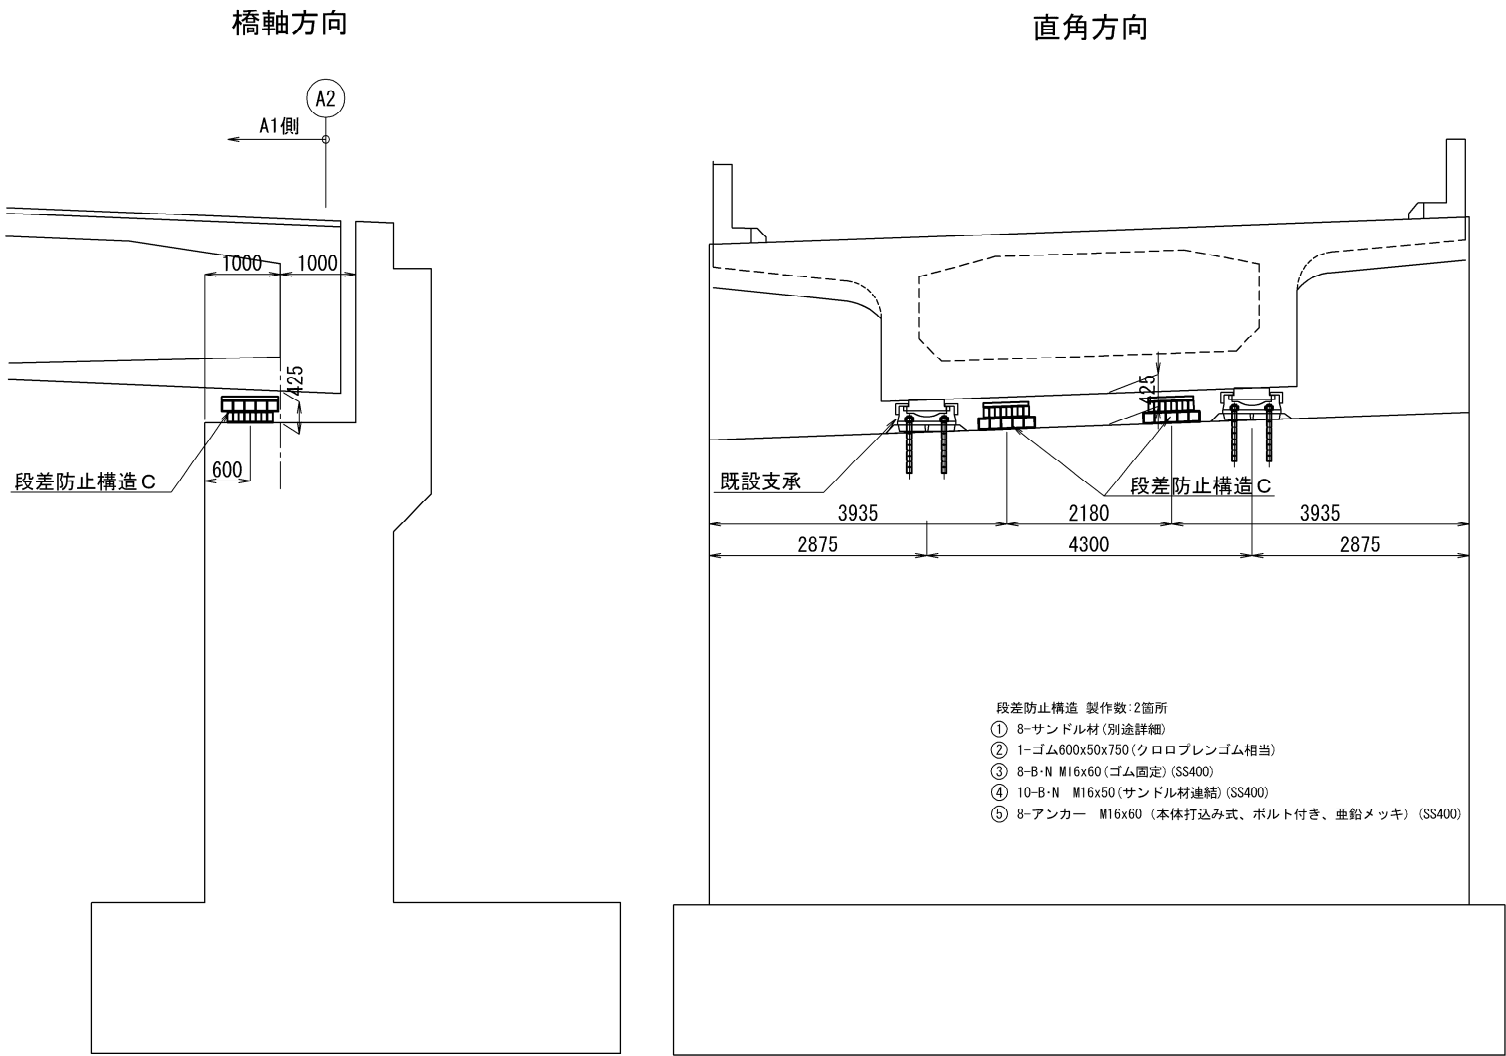 橋軸方向
直角方向
A2
A1側
1000
1000
425
段差防止構造C
600
425
既設支承
段差防止構造C
3935
2180
3935
2875
4300
2875
段差防止構造 製作数:2箇所
① 8-サンドル材(別途詳細)
② 1-ゴム600x50x750(クロロプレンゴム相当)
③ 8-B・N M16x60(ゴム固定)(SS400)
④ 10-B・N M16x50(サンドル材連結)(SS400)
⑤ 8-アンカー M16x60 (本体打込み式、ボルト付き、亜鉛メッキ) (SS400)